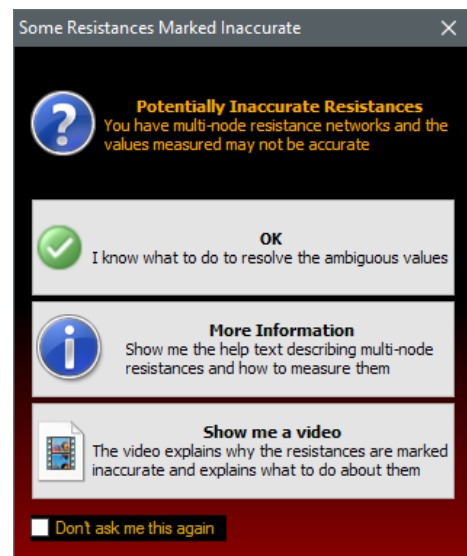 Some Resistances Marked Inaccurate
Potentially Inaccurate Resistances
You have multi-node resistance networks and the
values measured may not be accurate
OK
I know what to do to resolve the ambiguous values
More Information
Show me the help text describing multi-node
resistances and how to measure them
Show me a video
The video explains why the resistances are marked
inaccurate and explains what to do about them
Don't ask me this again